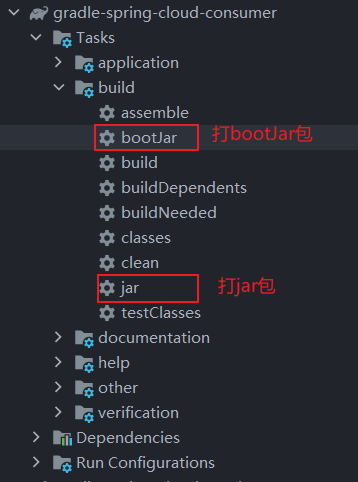 gradle-spring-cloud-consumer
Tasks
application
build
assemble
bootJar 打bootJar包
build
buildDependents
buildNeeded
classes
clean
jar 打jar包
testClasses
documentation
help
other
verification
Dependencies
Run Configurations